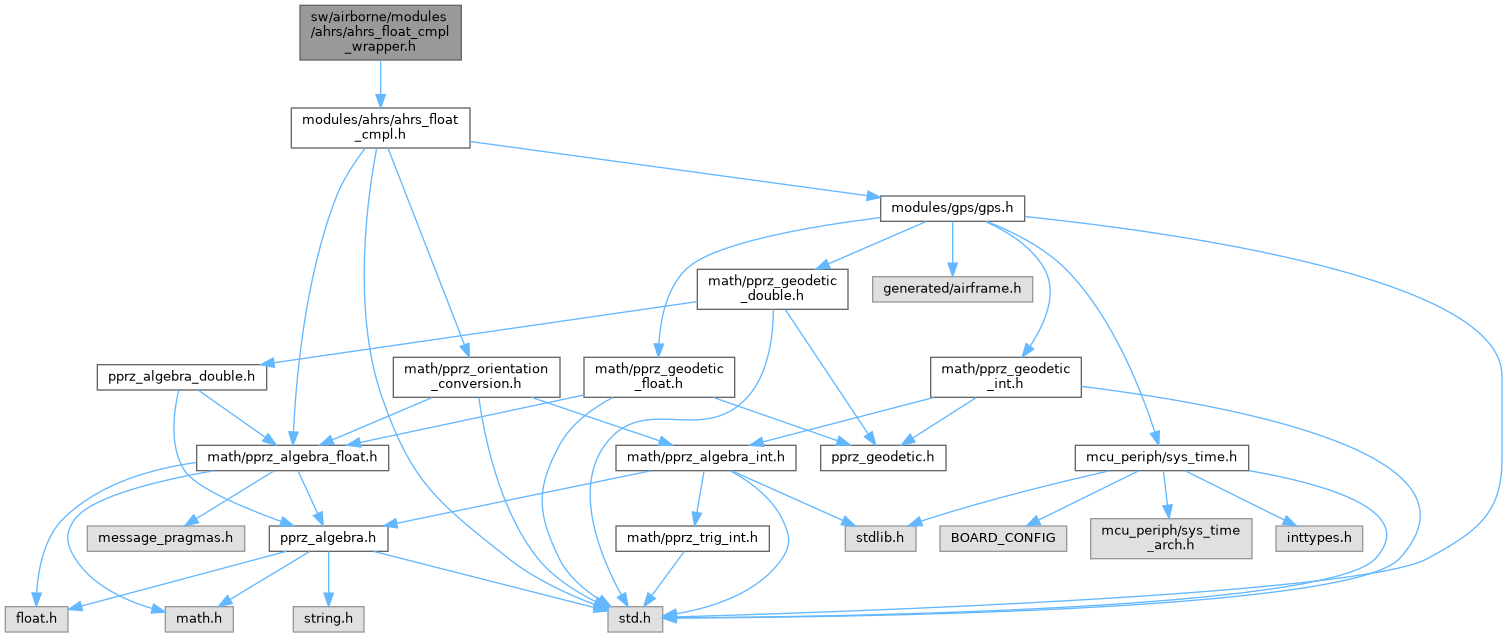 sw/airborne/modules
/ahrs/ahrs_float_cmpl
_wrapper.h
modules/ahrs/ahrs_float
_cmpl.h
modules/gps/gps.h
math/pprz_geodetic
_double.h
generated/airframe.h
pprz_algebra_double.h
math/pprz_orientation
_conversion.h
math/pprz_geodetic
_float.h
math/pprz_geodetic
_int.h
math/pprz_algebra_float.h
math/pprz_algebra_int.h
pprz_geodetic.h
mcu_periph/sys_time.h
message_pragmas.h
pprz_algebra.h
math/pprz_trig_int.h
stdlib.h
BOARD_CONFIG
mcu_periph/sys_time
_arch.h
inttypes.h
float.h
math.h
string.h
std.h